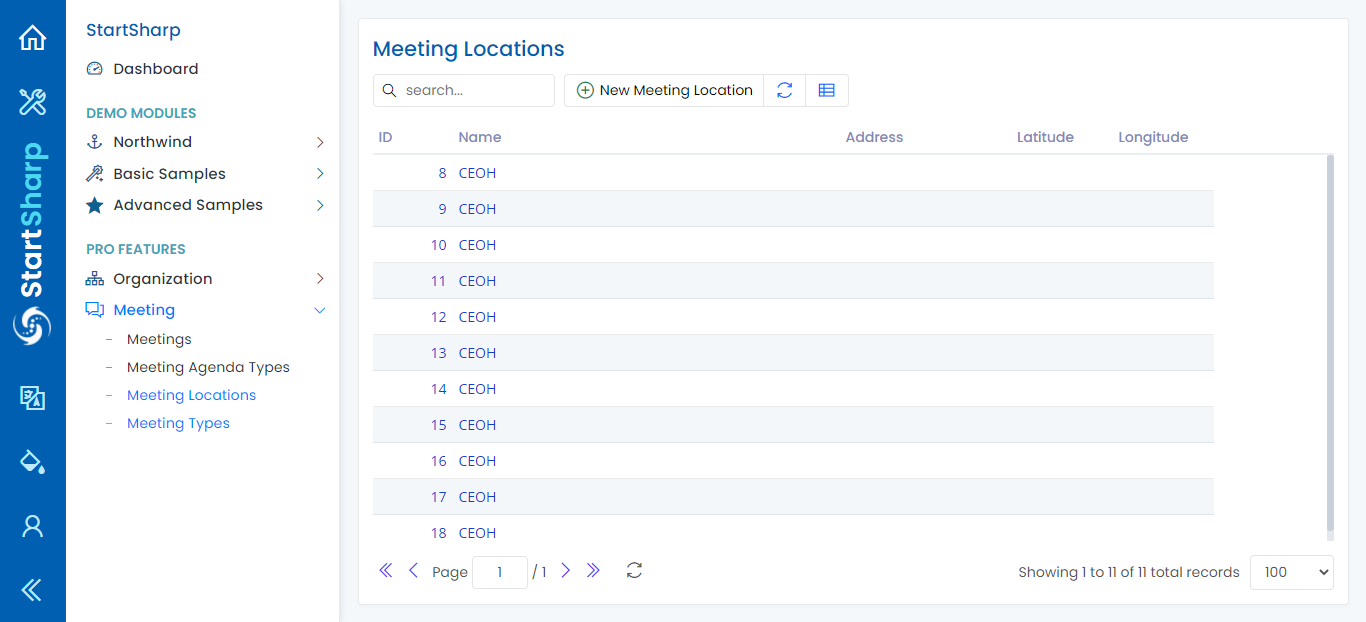 StartSharp
StartSharp
Dashboard
DEMO MODULES
Northwind
Basic Samples
Advanced Samples
PRO FEATURES
Organization
Meeting
– Meetings
– Meeting Agenda Types
– Meeting Locations
– Meeting Types
Meeting Locations
search...
New Meeting Location
ID Name Address Latitude Longitude
8 CEOH
9 CEOH
10 CEOH
11 CEOH
12 CEOH
13 CEOH
14 CEOH
15 CEOH
16 CEOH
17 CEOH
18 CEOH
Page 1 / 1 Showing 1 to 11 of 11 total records 100